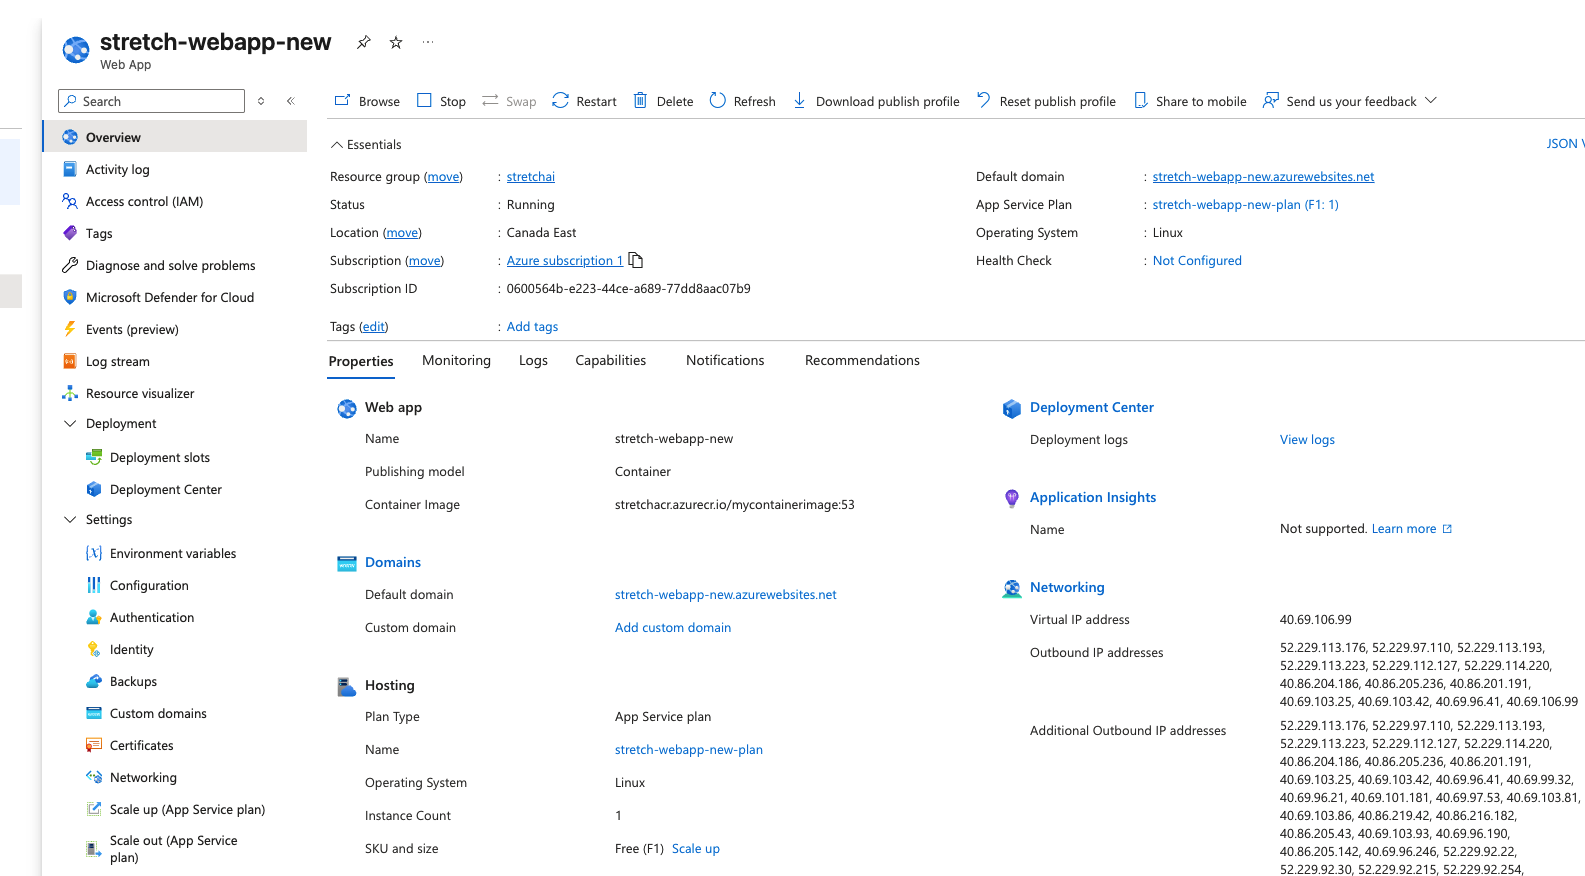 stretch-webapp-new
Web App
Search
Browse Stop Swap Restart Delete Refresh Download publish profile Reset publish profile Share to mobile Send us your feedback
Overview
Activity log
Access control (IAM)
Tags
Diagnose and solve problems
Microsoft Defender for Cloud
Events (preview)
Log stream
Resource visualizer
Deployment
Deployment slots
Deployment Center
Settings
Environment variables
Configuration
Authentication
Identity
Backups
Custom domains
Certificates
Networking
Scale up (App Service plan)
Scale out (App Service
plan)
Essentials
JSON V
Resource group (move) : stretchai
Status : Running
Location (move) : Canada East
Subscription (move) : Azure subscription 1
Subscription ID : 0600564b-e223-44ce-a689-77dd8aac07b9
Tags (edit) : Add tags
Default domain : stretch-webapp-new.azurewebsites.net
App Service Plan : stretch-webapp-new-plan (F1: 1)
Operating System : Linux
Health Check : Not Configured
Properties Monitoring Logs Capabilities Notifications Recommendations
Web app
Name stretch-webapp-new
Publishing model Container
Container Image stretchacr.azurecr.io/mycontainerimage:53
Domains
Default domain stretch-webapp-new.azurewebsites.net
Custom domain Add custom domain
Hosting
Plan Type App Service plan
Name stretch-webapp-new-plan
Operating System Linux
Instance Count 1
SKU and size Free (F1) Scale up
Deployment Center
Deployment logs View logs
Application Insights
Name Not supported. Learn more
Networking
Virtual IP address 40.69.106.99
Outbound IP addresses 52.229.113.176, 52.229.97.110, 52.229.113.193,
52.229.113.223, 52.229.112.127, 52.229.114.220,
40.86.204.186, 40.86.205.236, 40.86.201.191,
40.69.103.25, 40.69.103.42, 40.69.96.41, 40.69.106.99
Additional Outbound IP addresses 52.229.113.176, 52.229.97.110, 52.229.113.193,
52.229.113.223, 52.229.112.127, 52.229.114.220,
40.86.204.186, 40.86.205.236, 40.86.201.191,
40.69.103.25, 40.69.103.42, 40.69.96.41, 40.69.99.32,
40.69.96.21, 40.69.101.181, 40.69.97.53, 40.69.103.81,
40.69.103.86, 40.86.219.42, 40.86.216.182,
40.86.205.43, 40.69.103.93, 40.69.96.190,
40.86.205.142, 40.69.96.246, 52.229.92.22,
52.229.92.30, 52.229.92.215, 52.229.92.254,